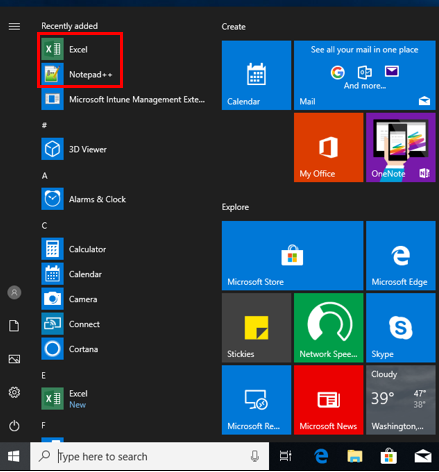 Recently added
Excel
Notepad++
Microsoft Intune Management Exte...
#
3D Viewer
A
Alarms & Clock
C
Calculator
Calendar
Camera
Connect
Cortana
E
Excel
New
F
Create
See all your mail in one place
And more...
Calendar
Mail
My Office
OneNote
Explore
Microsoft Store
Microsoft Edge
Stickies
Network Spee...
Skype
Microsoft Re...
Microsoft News
Cloudy
39° 47°
38°
Washington,...
Type here to search